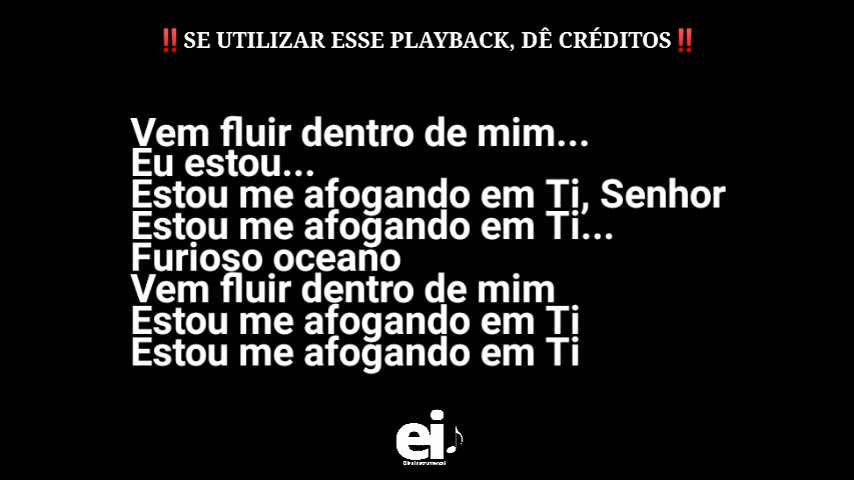 ‼️SE UTILIZAR ESSE PLAYBACK, DÊ CRÉDITOS‼️
Vem fluir dentro de mim...
Eu estou...
Estou me afogando em Ti, Senhor
Estou me afogando em Ti...
Furioso oceano
Vem fluir dentro de mim
Estou me afogando em Ti
Estou me afogando em Ti
ei